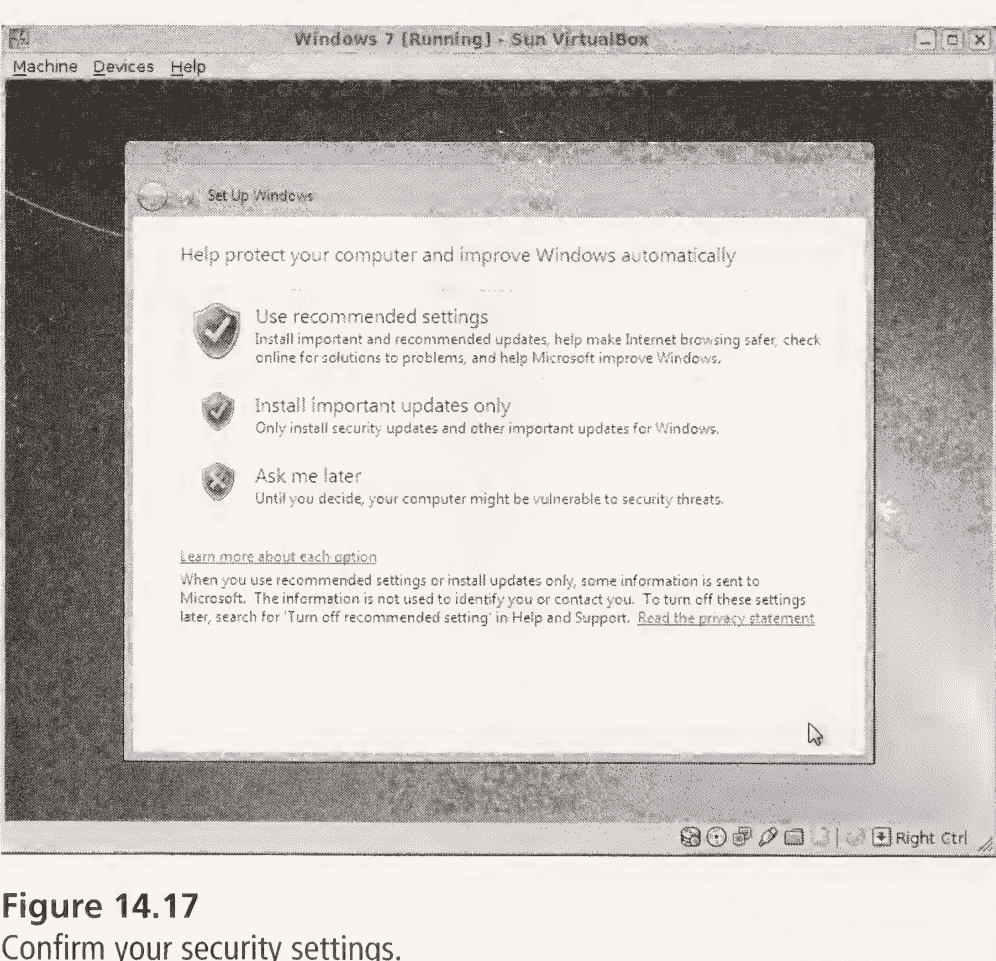 Windows 7 [Running] - Sun VirtualBox
Machine Devices Help
Set Up Windows
Help protect your computer and improve Windows automatically
Use recommended settings
Install important and recommended updates, help make Internet browsing safer, check
online for solutions to problems, and help Microsoft improve Windows.
Install important updates only
Only install security updates and other important updates for Windows.
Ask me later
Until you decide, your computer might be vulnerable to security threats.
Learn more about each option
When you use recommended settings or install updates only, some information is sent to
Microsoft. The information is not used to identify you or contact you. To turn off these settings
later, search for 'Turn off recommended setting' in Help and Support. Read the privacy statement
Right Ctrl
Figure 14.17
Confirm your security settings.